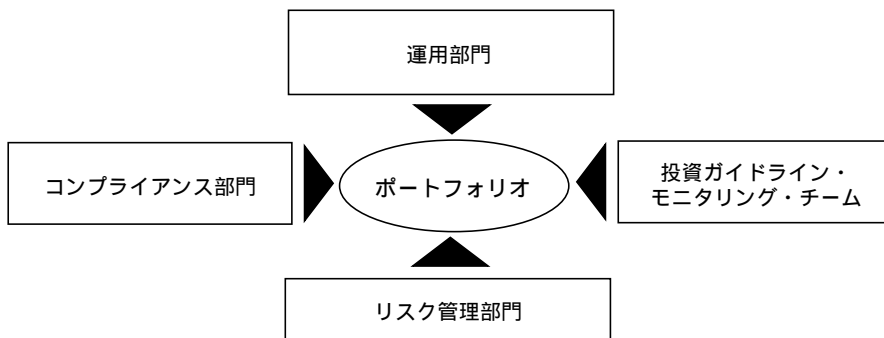 運用部門
コンプライアンス部門
ポートフォリオ
投資ガイドライン・
モニタリング・チーム
リスク管理部門